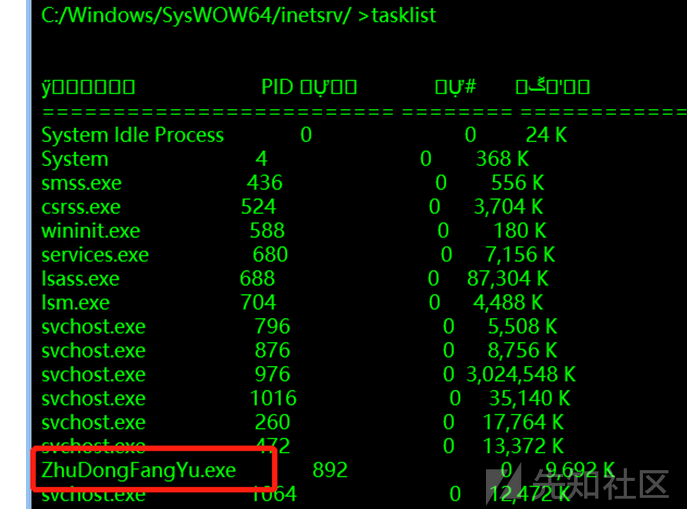 C:/Windows/SysWOW64/inetsrv/ >tasklist
PID
=========================== ======== ============
System Idle Process 0 0 24 K
System 4 0 368 K
smss.exe 436 0 556 K
csrss.exe 524 0 3,704 K
wininit.exe 588 0 180 K
services.exe 680 0 7,156 K
lsass.exe 688 0 87,304 K
lsm.exe 704 0 4,488 K
svchost.exe 796 0 5,508 K
svchost.exe 876 0 8,756 K
svchost.exe 976 0 3,024,548 K
svchost.exe 1016 0 35,140 K
svchost.exe 260 0 17,764 K
svchost.exe 472 0 13,372 K
ZhuDongFangYu.exe 892 0 9,692 K
svchost.exe 1064 0 12,472 K
先知社区